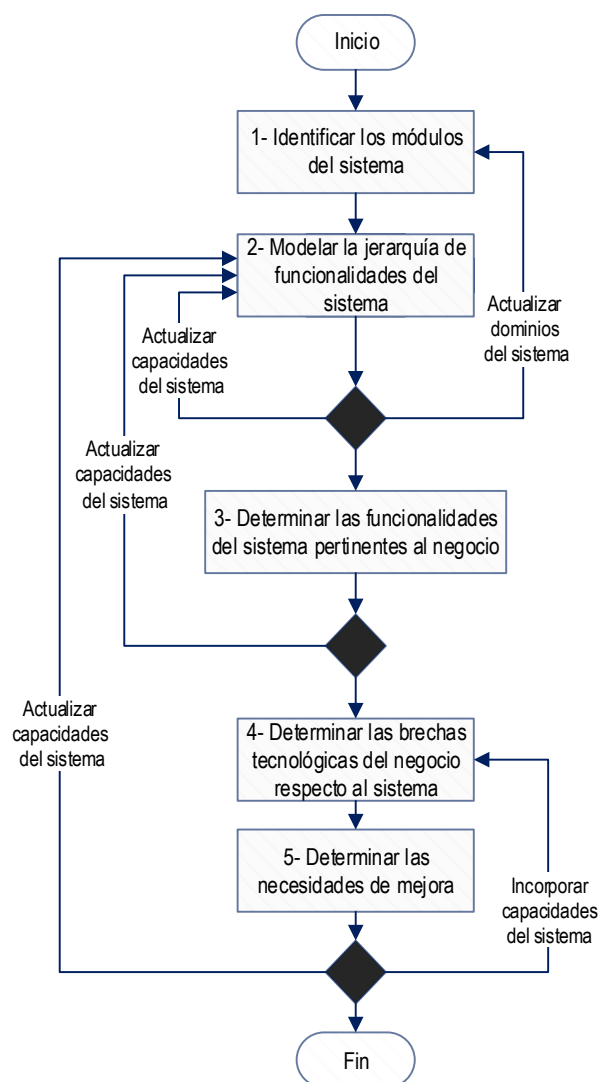 Inicio
1- Identificar los módulos
del sistema
2- Modelar la jerarquía de
funcionalidades del
sistema
Actualizar
dominios
del sistema
Actualizar
capacidades
del sistema
Actualizar
capacidades
del sistema
3- Determinar las funcionalidades
del sistema pertinentes al negocio
Actualizar
capacidades
del sistema
4- Determinar las brechas
tecnológicas del negocio
respecto al sistema
5- Determinar las
necesidades de mejora
Incorporar
capacidades
del sistema
Fin